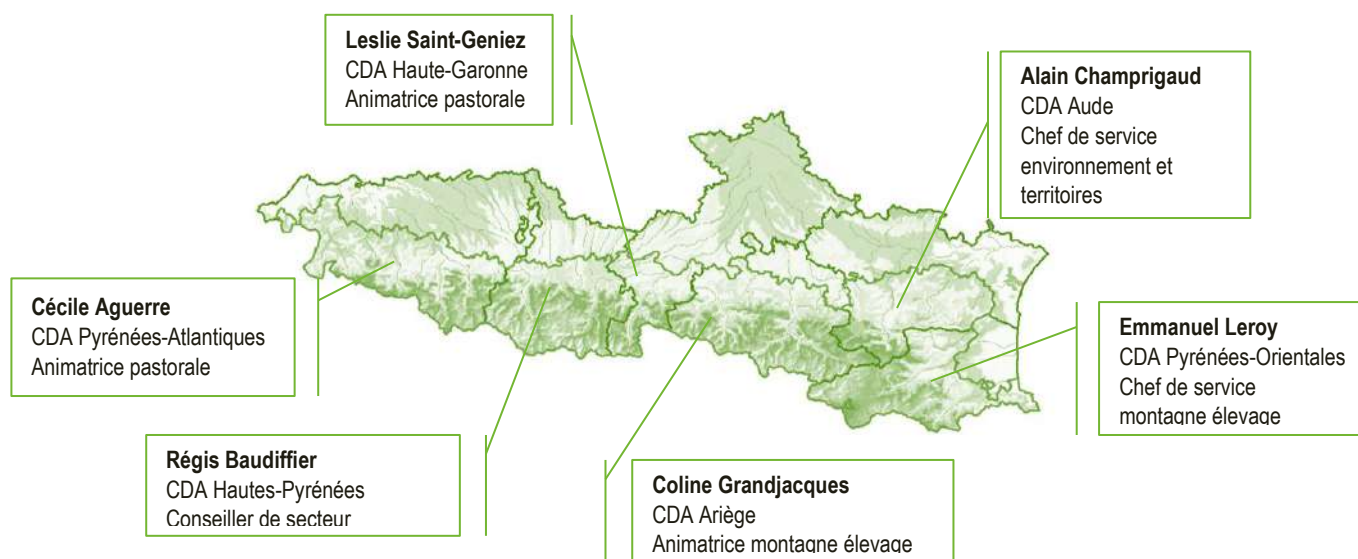 Leslie Saint-Geniez
CDA Haute-Garonne
Animatrice pastorale
Alain Champrigaud
CDA Aude
Chef de service
environnement et
territoires
Cécile Aguerre
CDA Pyrénées-Atlantiques
Animatrice pastorale
Emmanuel Leroy
CDA Pyrénées-Orientales
Chef de service
montagne élevage
Régis Baudiffier
CDA Hautes-Pyrénées
Conseiller de secteur
Coline Grandjacques
CDA Ariège
Animatrice montagne élevage